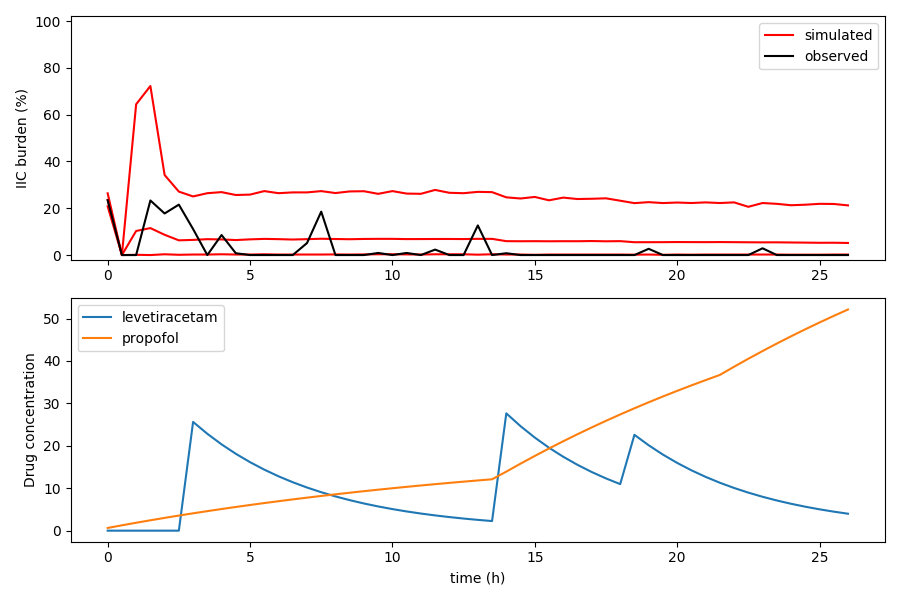 100
80
60
40
20
0
IIC burden (%)
simulated
observed
0 5 10 15 20 25
50
40
30
20
10
0
Drug concentration
levetiracetam
propofol
0 5 10 15 20 25
time (h)